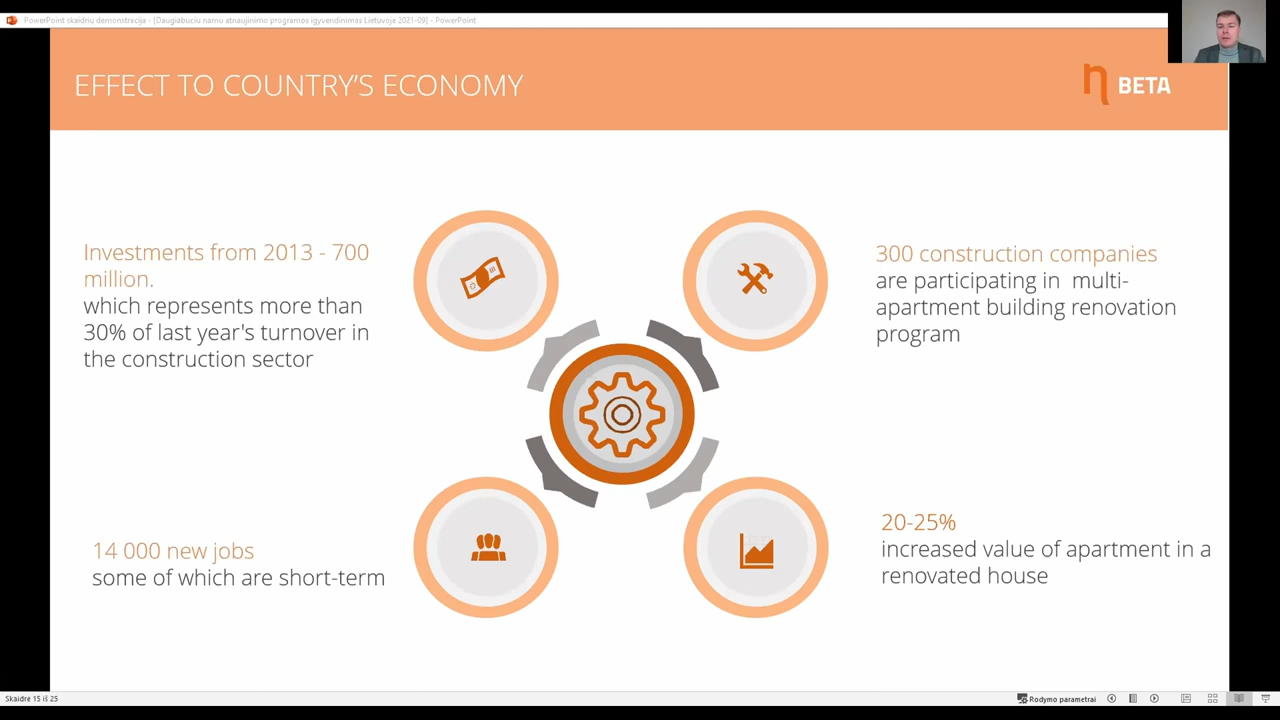 PowerPoint skaidrių demonstracija - [Daugiabuciu namu atnaujinimo programos igyvendinimas Lietuvoje 2021-09] - PowerPoint
EFFECT TO COUNTRY'S ECONOMY
η BETA
Investments from 2013 - 700
million.
which represents more than
30% of last year's turnover in
the construction sector
300 construction companies
are participating in multi-
apartment building renovation
program
14 000 new jobs
some of which are short-term
20-25%
increased value of apartment in a
renovated house
Skaidrė 15 iš 25
Rodymo parametrai